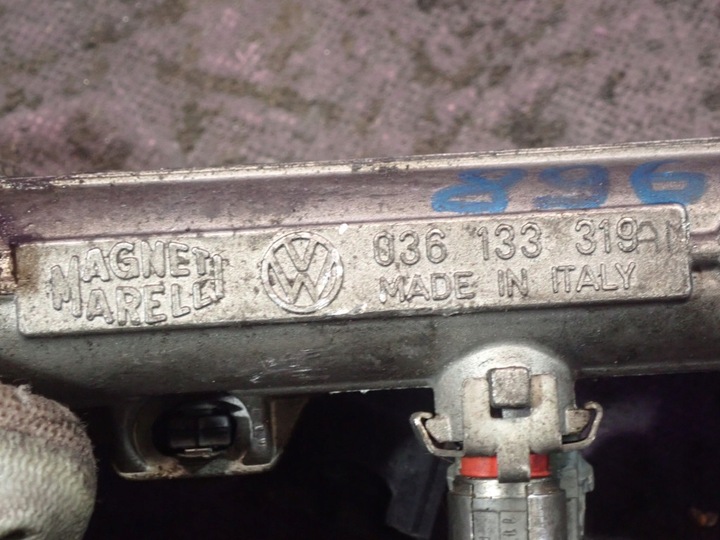 896
MAGNETI MARELLI
VW
036 133 319
MADE IN ITALY